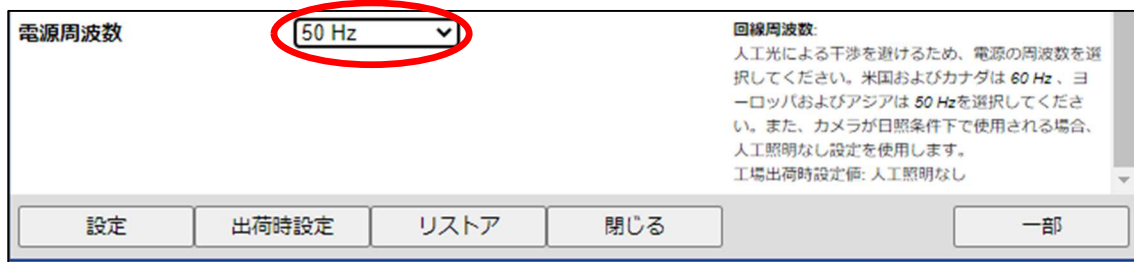 電源周波数
50 Hz
回線周波数:
人工光による干渉を避けるため、電源の周波数を選
択してください。米国およびカナダは 60 Hz 、ヨ
ーロッパおよびアジアは 50 Hzを選択してくださ
い。また、カメラが日照条件下で使用される場合、
人工照明なし設定を使用します。
工場出荷時設定値: 人工照明なし
設定
出荷時設定
リストア
閉じる
一部